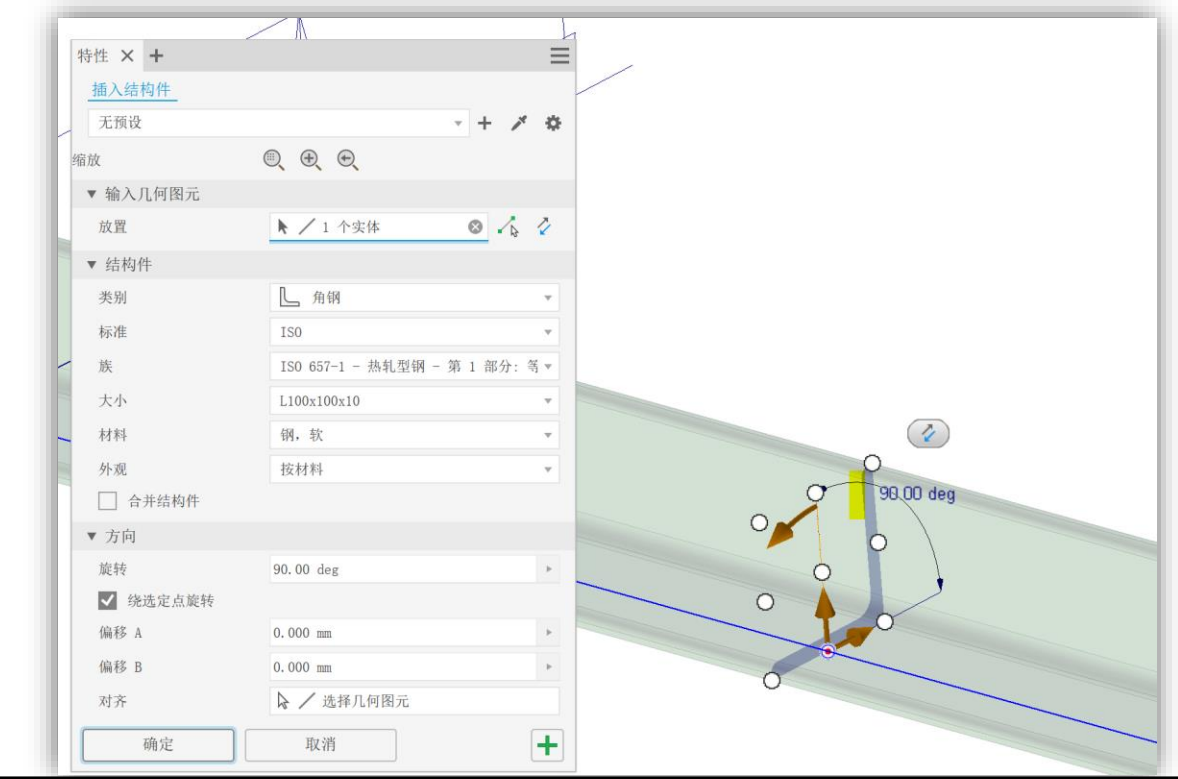 特性
插入结构件
无预设
缩放
输入几何图元
放置 1 个实体
结构件
类别 角钢
标准 ISO
族 ISO 657-1 - 热轧型钢 - 第 1 部分: 等
大小 L100x100x10
材料 钢, 软
外观 按材料
合并结构件
方向
旋转 90.00 deg
绕选定点旋转
偏移 A 0.000 mm
偏移 B 0.000 mm
对齐 选择几何图元
确定 取消
90.00 deg